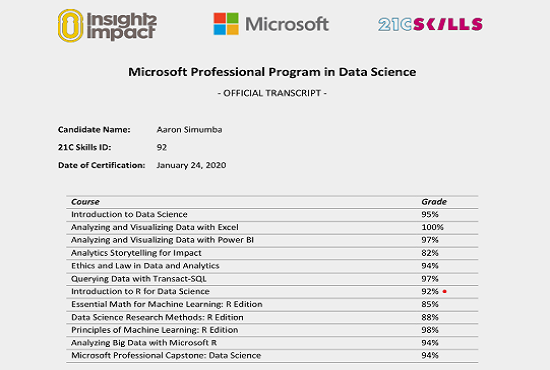 Insight2
Impact
Microsoft
21C SKILLS
Microsoft Professional Program in Data Science
- OFFICIAL TRANSCRIPT -
Candidate Name: Aaron Simumba
21C Skills ID: 92
Date of Certification: January 24, 2020
Course Grade
Introduction to Data Science 95%
Analyzing and Visualizing Data with Excel 100%
Analyzing and Visualizing Data with Power BI 97%
Analytics Storytelling for Impact 82%
Ethics and Law in Data and Analytics 94%
Querying Data with Transact-SQL 97%
Introduction to R for Data Science 92%
Essential Math for Machine Learning: R Edition 85%
Data Science Research Methods: R Edition 88%
Principles of Machine Learning: R Edition 98%
Analyzing Big Data with Microsoft R 94%
Microsoft Professional Capstone: Data Science 94%